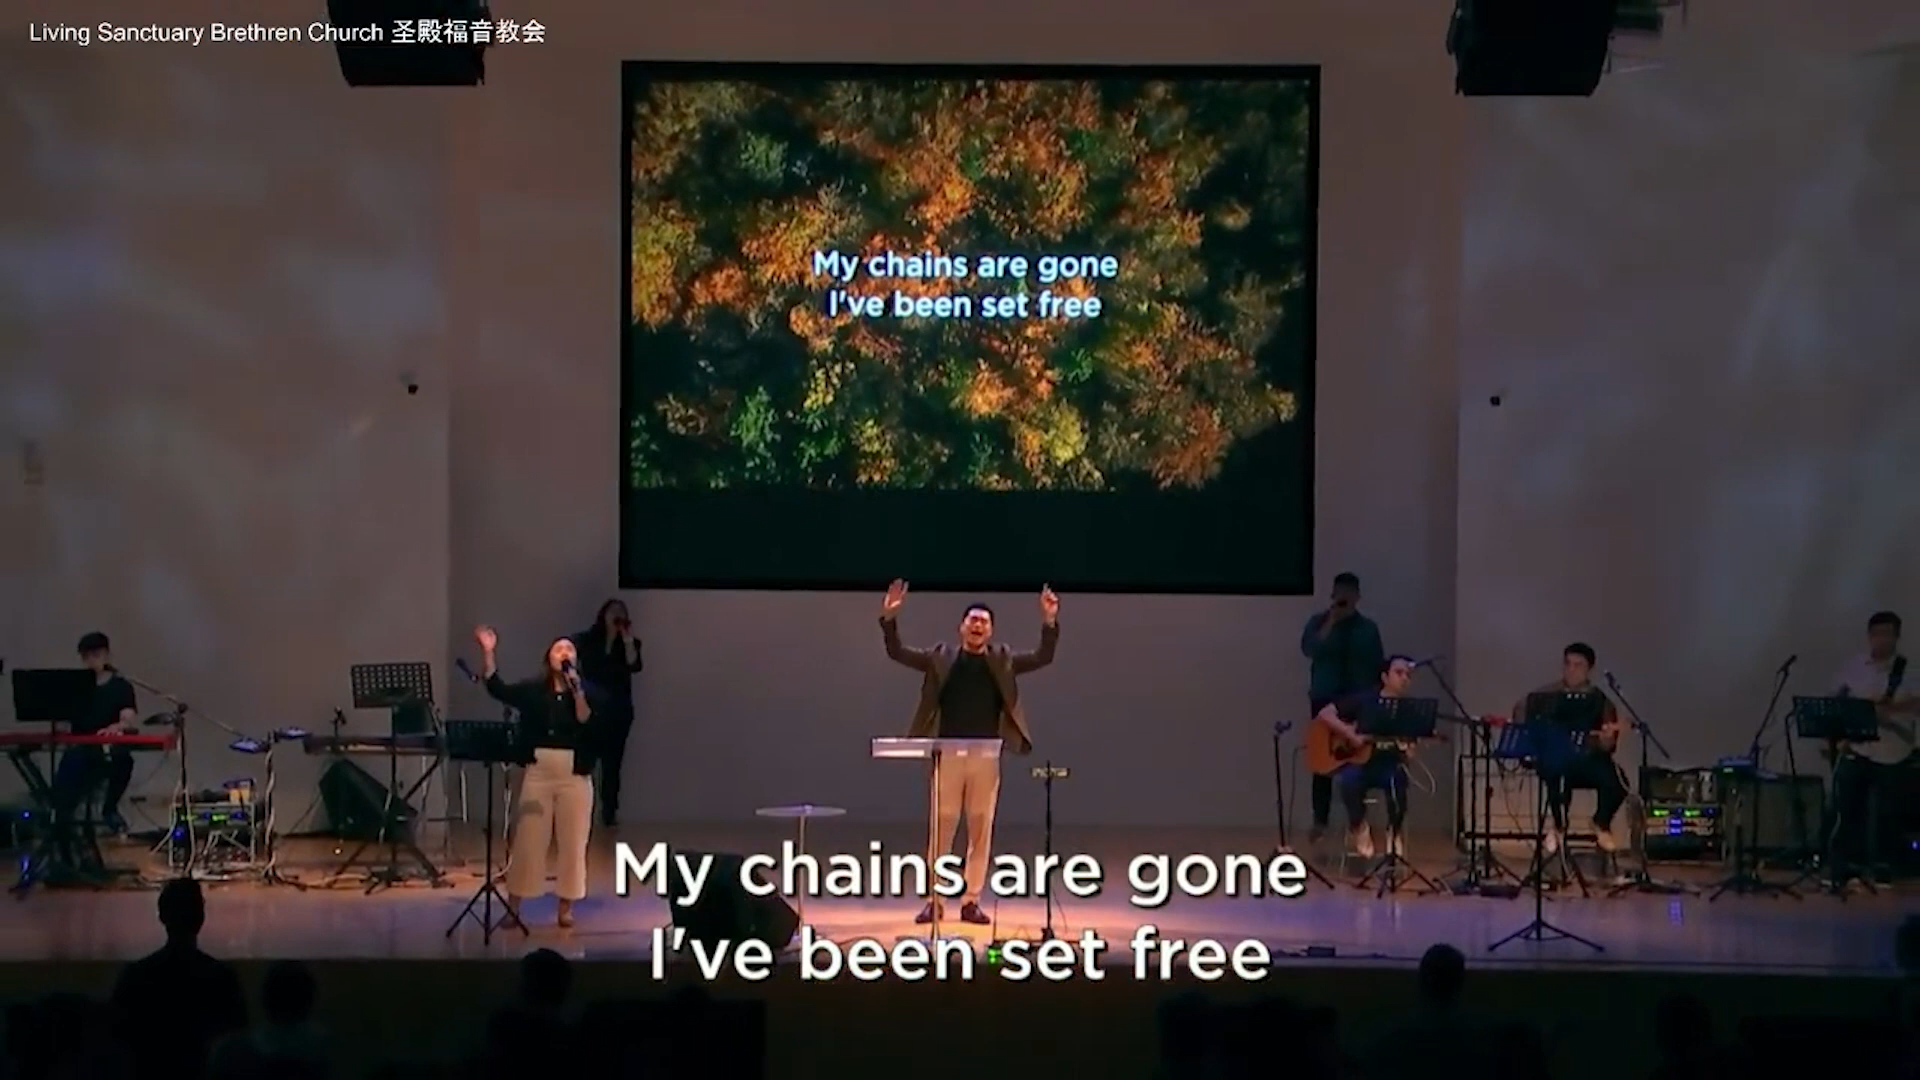 Living Sanctuary Brethren Church 圣殿福音教会
My chains are gone
I've been set free
My chains are gone
I've been set free